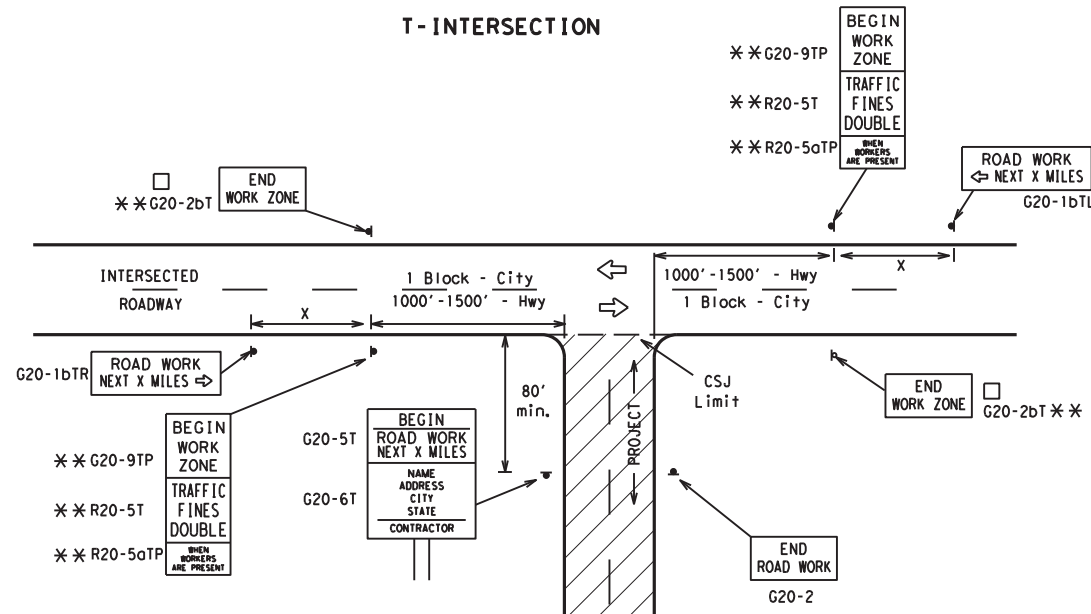 T-INTERSECTION
BEGIN
WORK
ZONE
TRAFFIC
FINES
DOUBLE
WHEN
WORKERS
ARE PRESENT
**G20-9TP
**R20-5T
**R20-5aTP
ROAD WORK
⇦ NEXT X MILES
G20-1bTL
END
WORK ZONE
□
**G20-2bT
INTERSECTED
ROADWAY
1 Block - City
1000'-1500' - Hwy
X
1000'-1500' - Hwy
1 Block - City
X
G20-1bTR
ROAD WORK
NEXT X MILES ⇨
80'
min.
CSJ
Limit
PROJECT
END
WORK ZONE
□
G20-2bT **
BEGIN
WORK
ZONE
TRAFFIC
FINES
DOUBLE
WHEN
WORKERS
ARE PRESENT
**G20-9TP
**R20-5T
**R20-5aTP
G20-5T
BEGIN
ROAD WORK
NEXT X MILES
G20-6T
NAME
ADDRESS
CITY
STATE
CONTRACTOR
END
ROAD WORK
G20-2